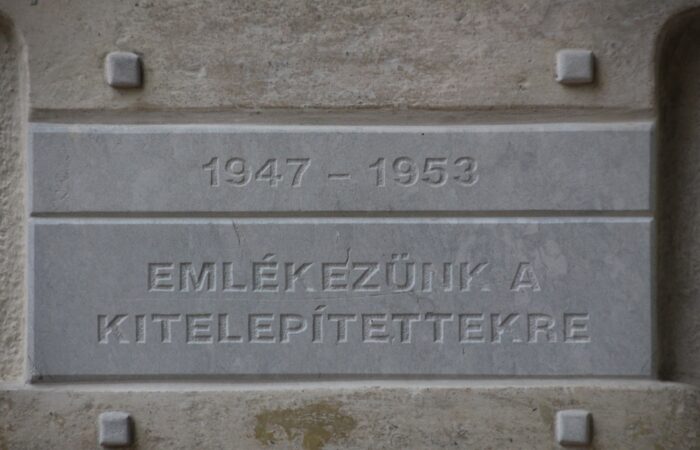 1947 – 1953
EMLÉKEZÜNK A
KITELEPÍTETTEKRE